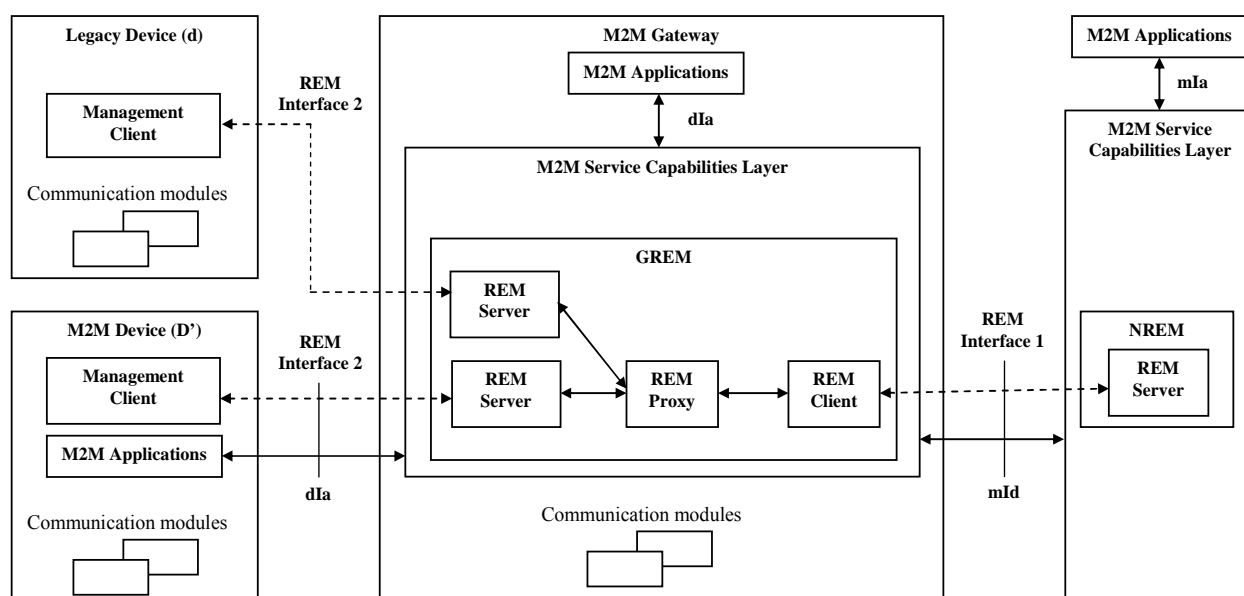 Legacy Device (d)
Management
Client
Communication modules
REM
Interface 2
M2M Device (D’)
Management
Client
M2M Applications
Communication modules
REM
Interface 2
dIa
M2M Gateway
M2M Applications
dIa
M2M Service Capabilities Layer
GREM
REM
Server
REM
Server
REM
Proxy
REM
Client
Communication modules
REM
Interface 1
mId
M2M Applications
mIa
M2M Service
Capabilities Layer
NREM
REM
Server